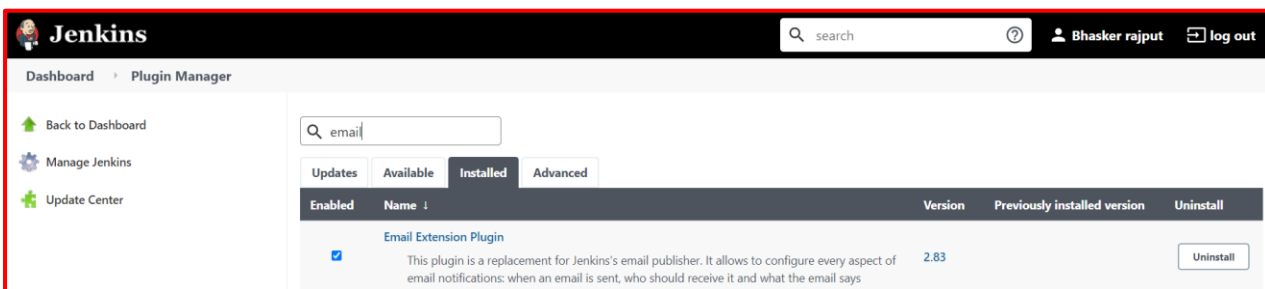 Jenkins
search
Bhasker rajput
log out
Dashboard
Plugin Manager
Back to Dashboard
Manage Jenkins
Update Center
email
Updates
Available
Installed
Advanced
Enabled
Name ↓
Version
Previously installed version
Uninstall
Email Extension Plugin
This plugin is a replacement for Jenkins's email publisher. It allows to configure every aspect of
email notifications: when an email is sent, who should receive it and what the email says
2.83
Uninstall